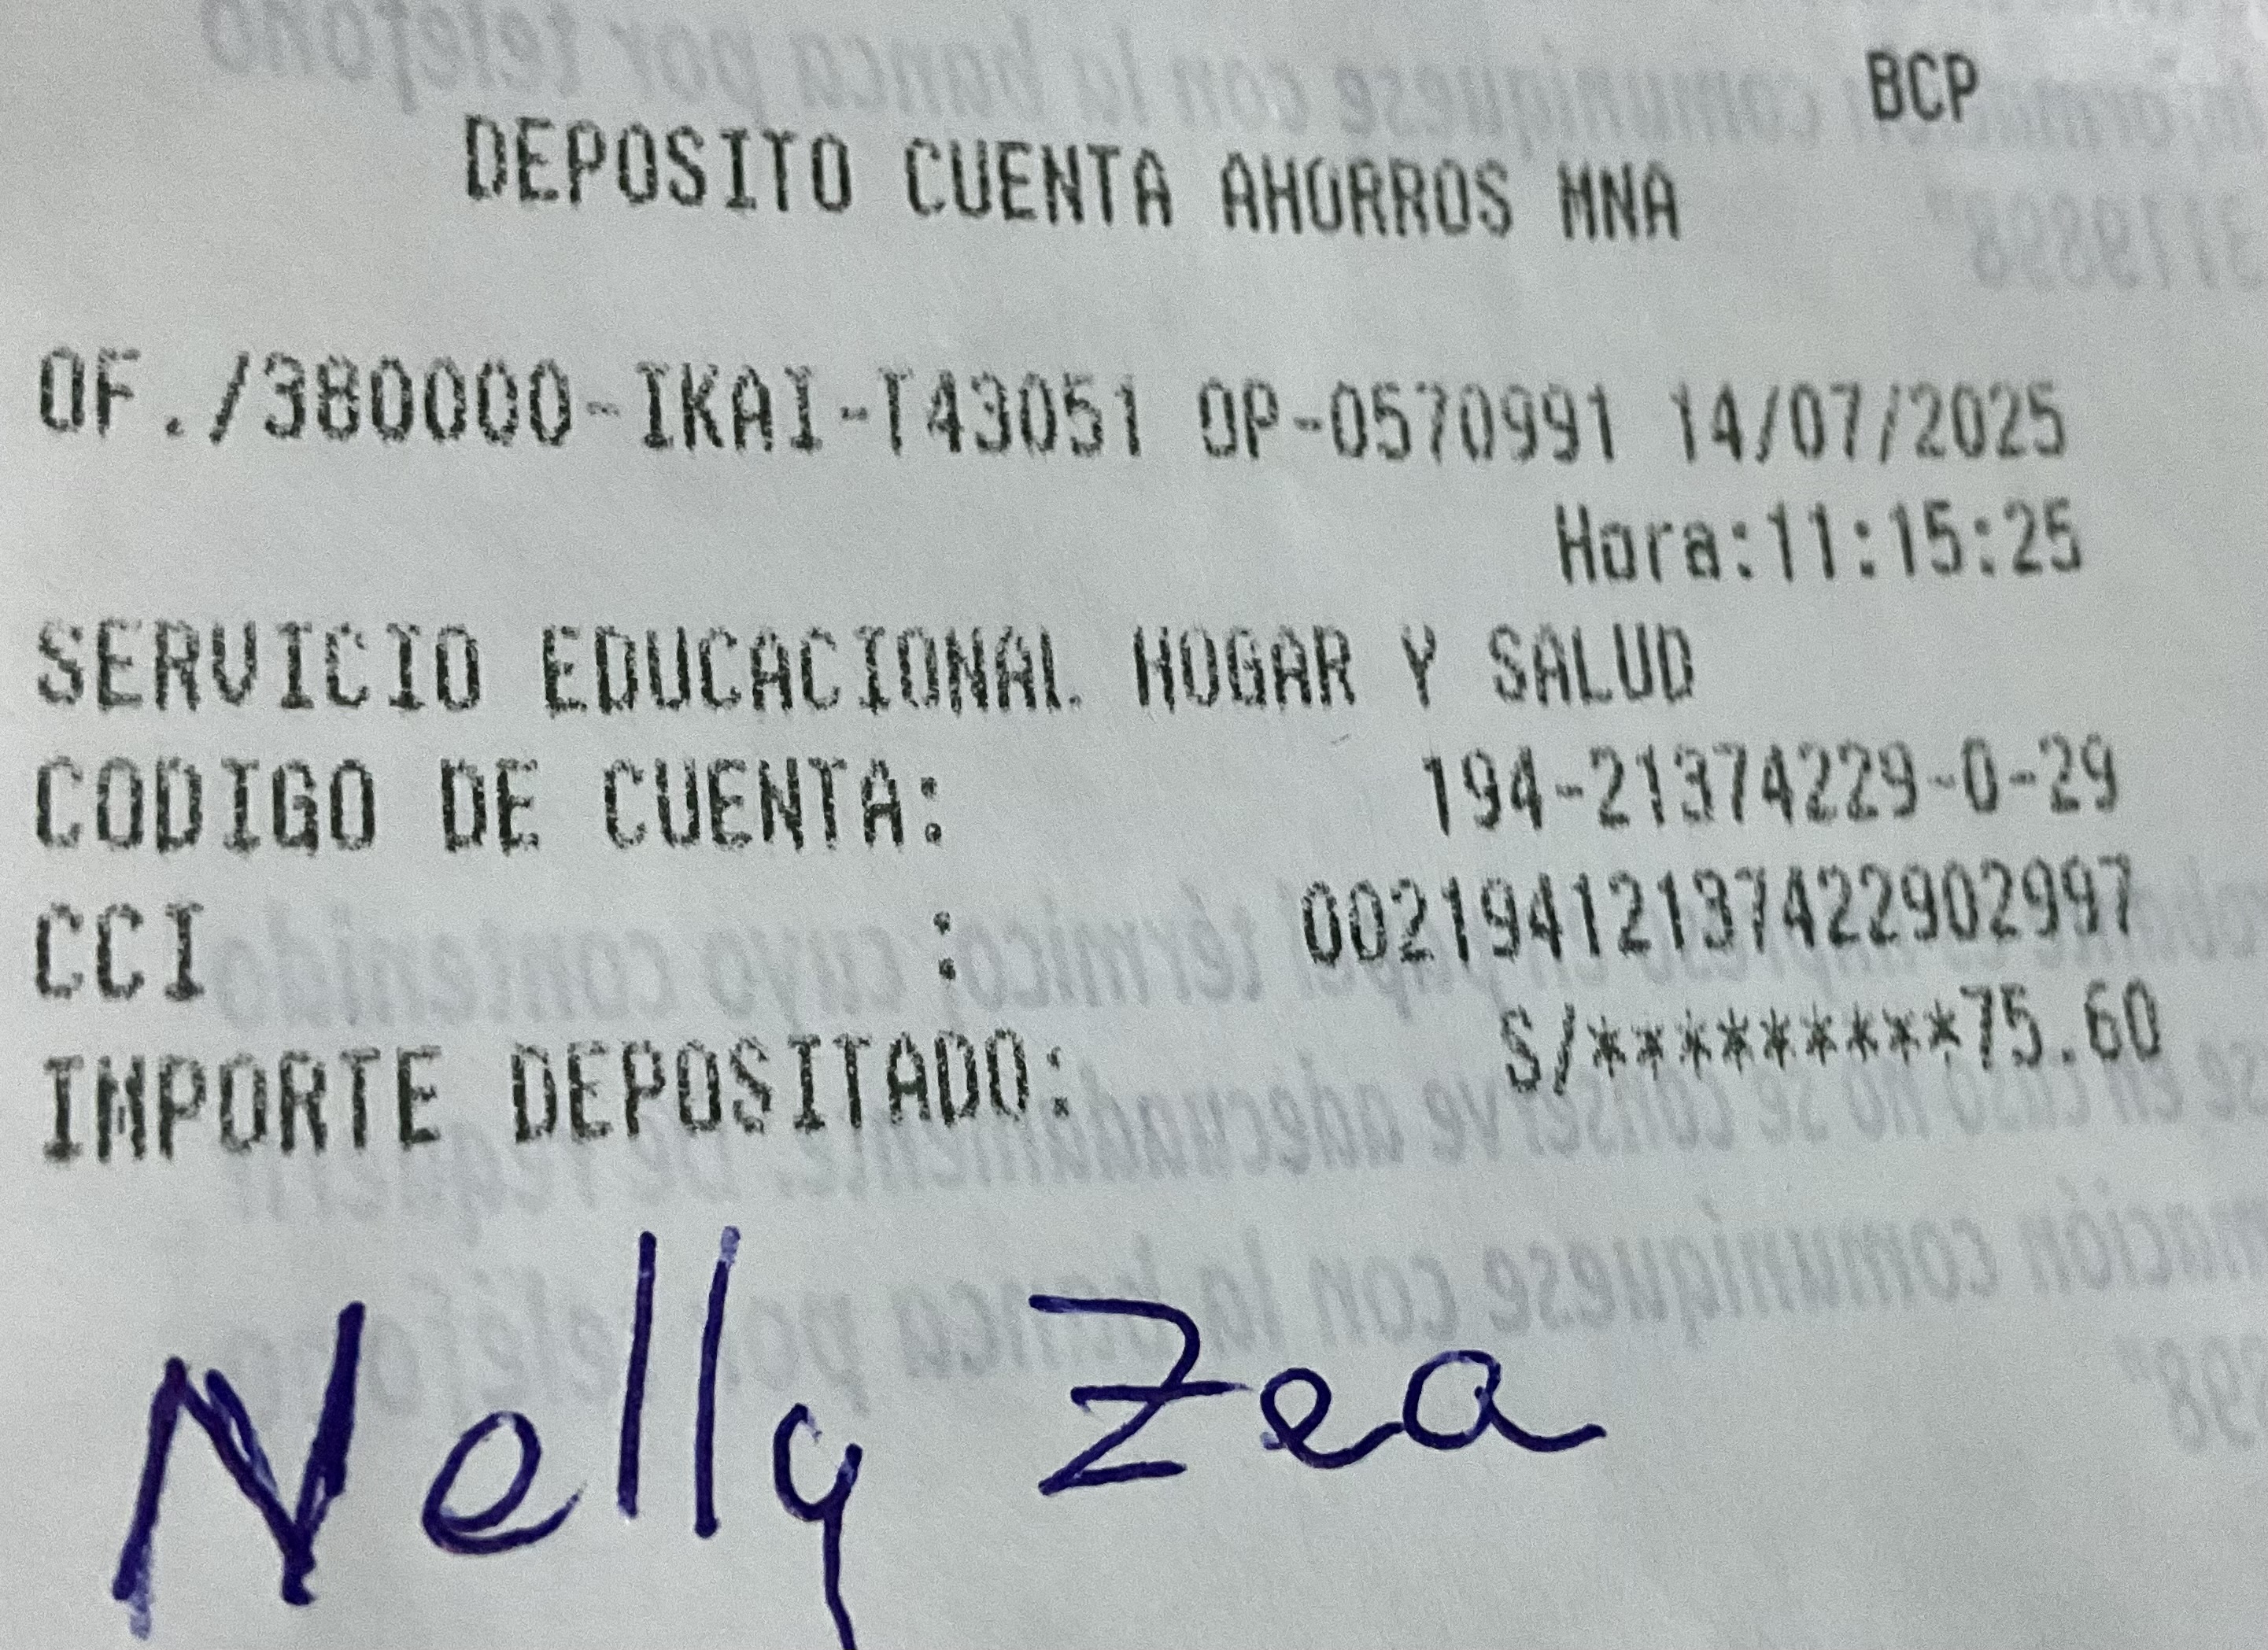 BCP
DEPOSITO CUENTA AHORROS MNA
OF./380000-IKAI-T43051 OP-0570991 14/07/2025
Hora:11:15:25
SERVICIO EDUCACIONAL HOGAR Y SALUD
CODIGO DE CUENTA: 194-21374229-0-29
CCI : 00219412137422902997
IMPORTE DEPOSITADO: S/*********75.60
Nelly Zea